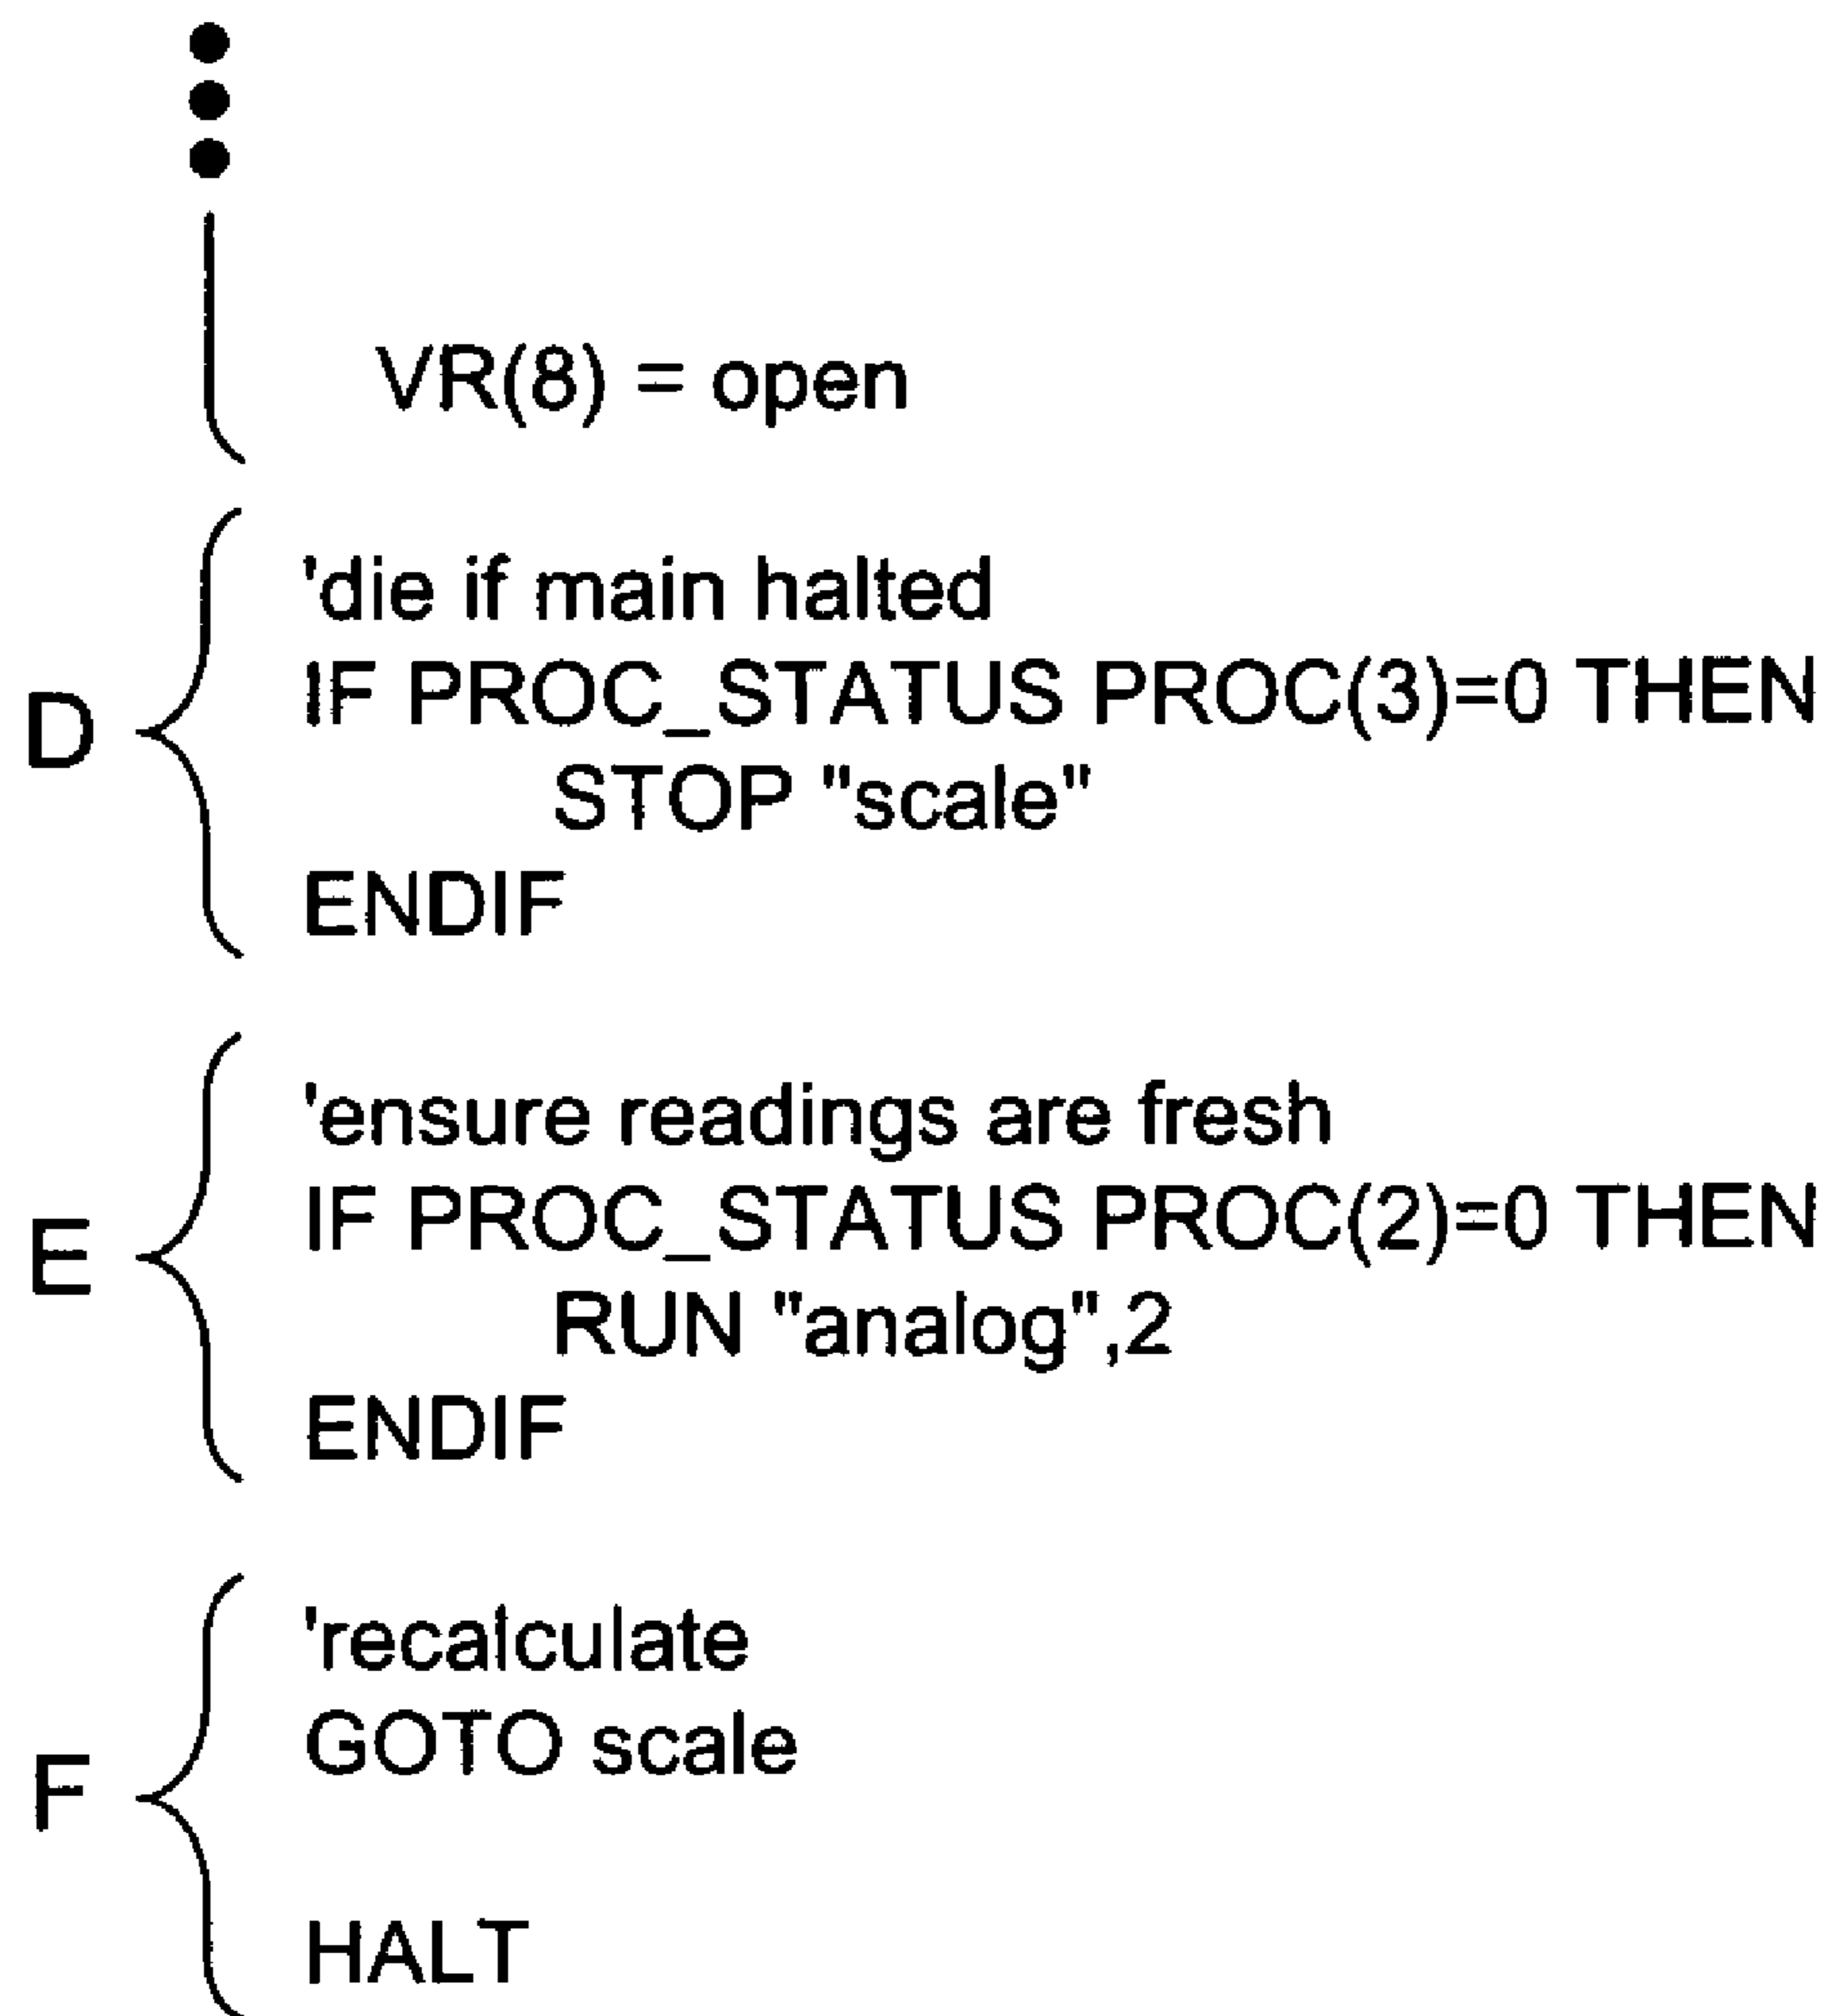 VR(8) = open
D
'die if main halted
IF PROC_STATUS PROC(3)=0 THEN
STOP "scale"
ENDIF
E
'ensure readings are fresh
IF PROC_STATUS PROC(2)=0 THEN
RUN "analog",2
ENDIF
F
'recalculate
GOTO scale
HALT